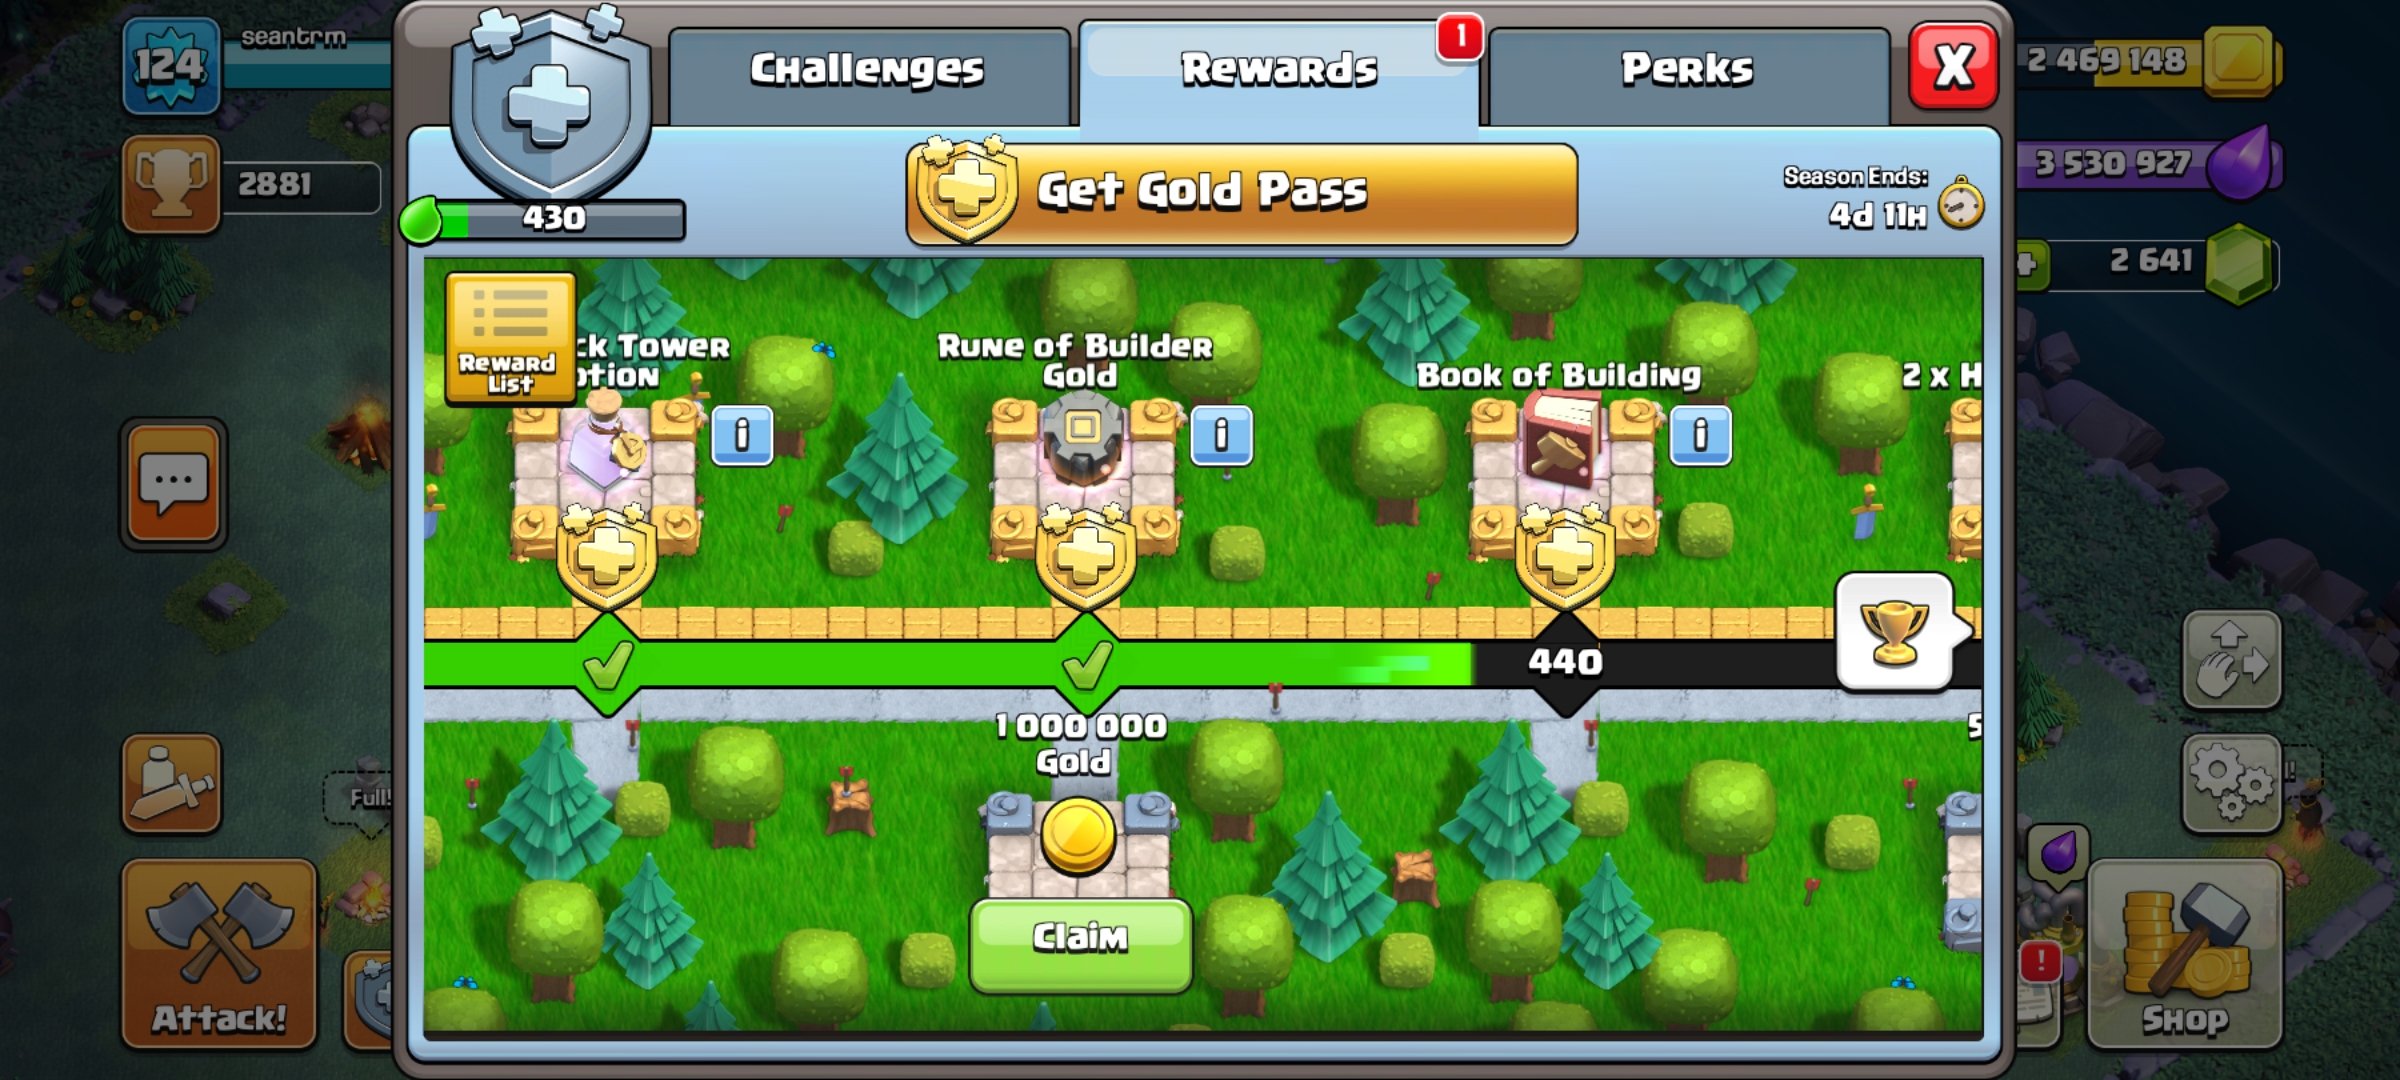 124
seantrm
2881
Challenges
Rewards
1
Perks
X
2 469 148
3 530 927
2 641
430
Get Gold Pass
Season Ends:
4d 11H
Reward
List
ck Tower
otion
Rune of Builder
Gold
Book of Building
2 x H
440
1 000 000
Gold
Claim
Full!
Attack!
!
Shop